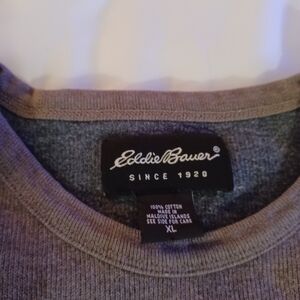 Eddie Bauer®
SINCE 1920
100% COTTON
MADE IN
MALDIVE ISLANDS
SEE SIDE FOR CARE
XL